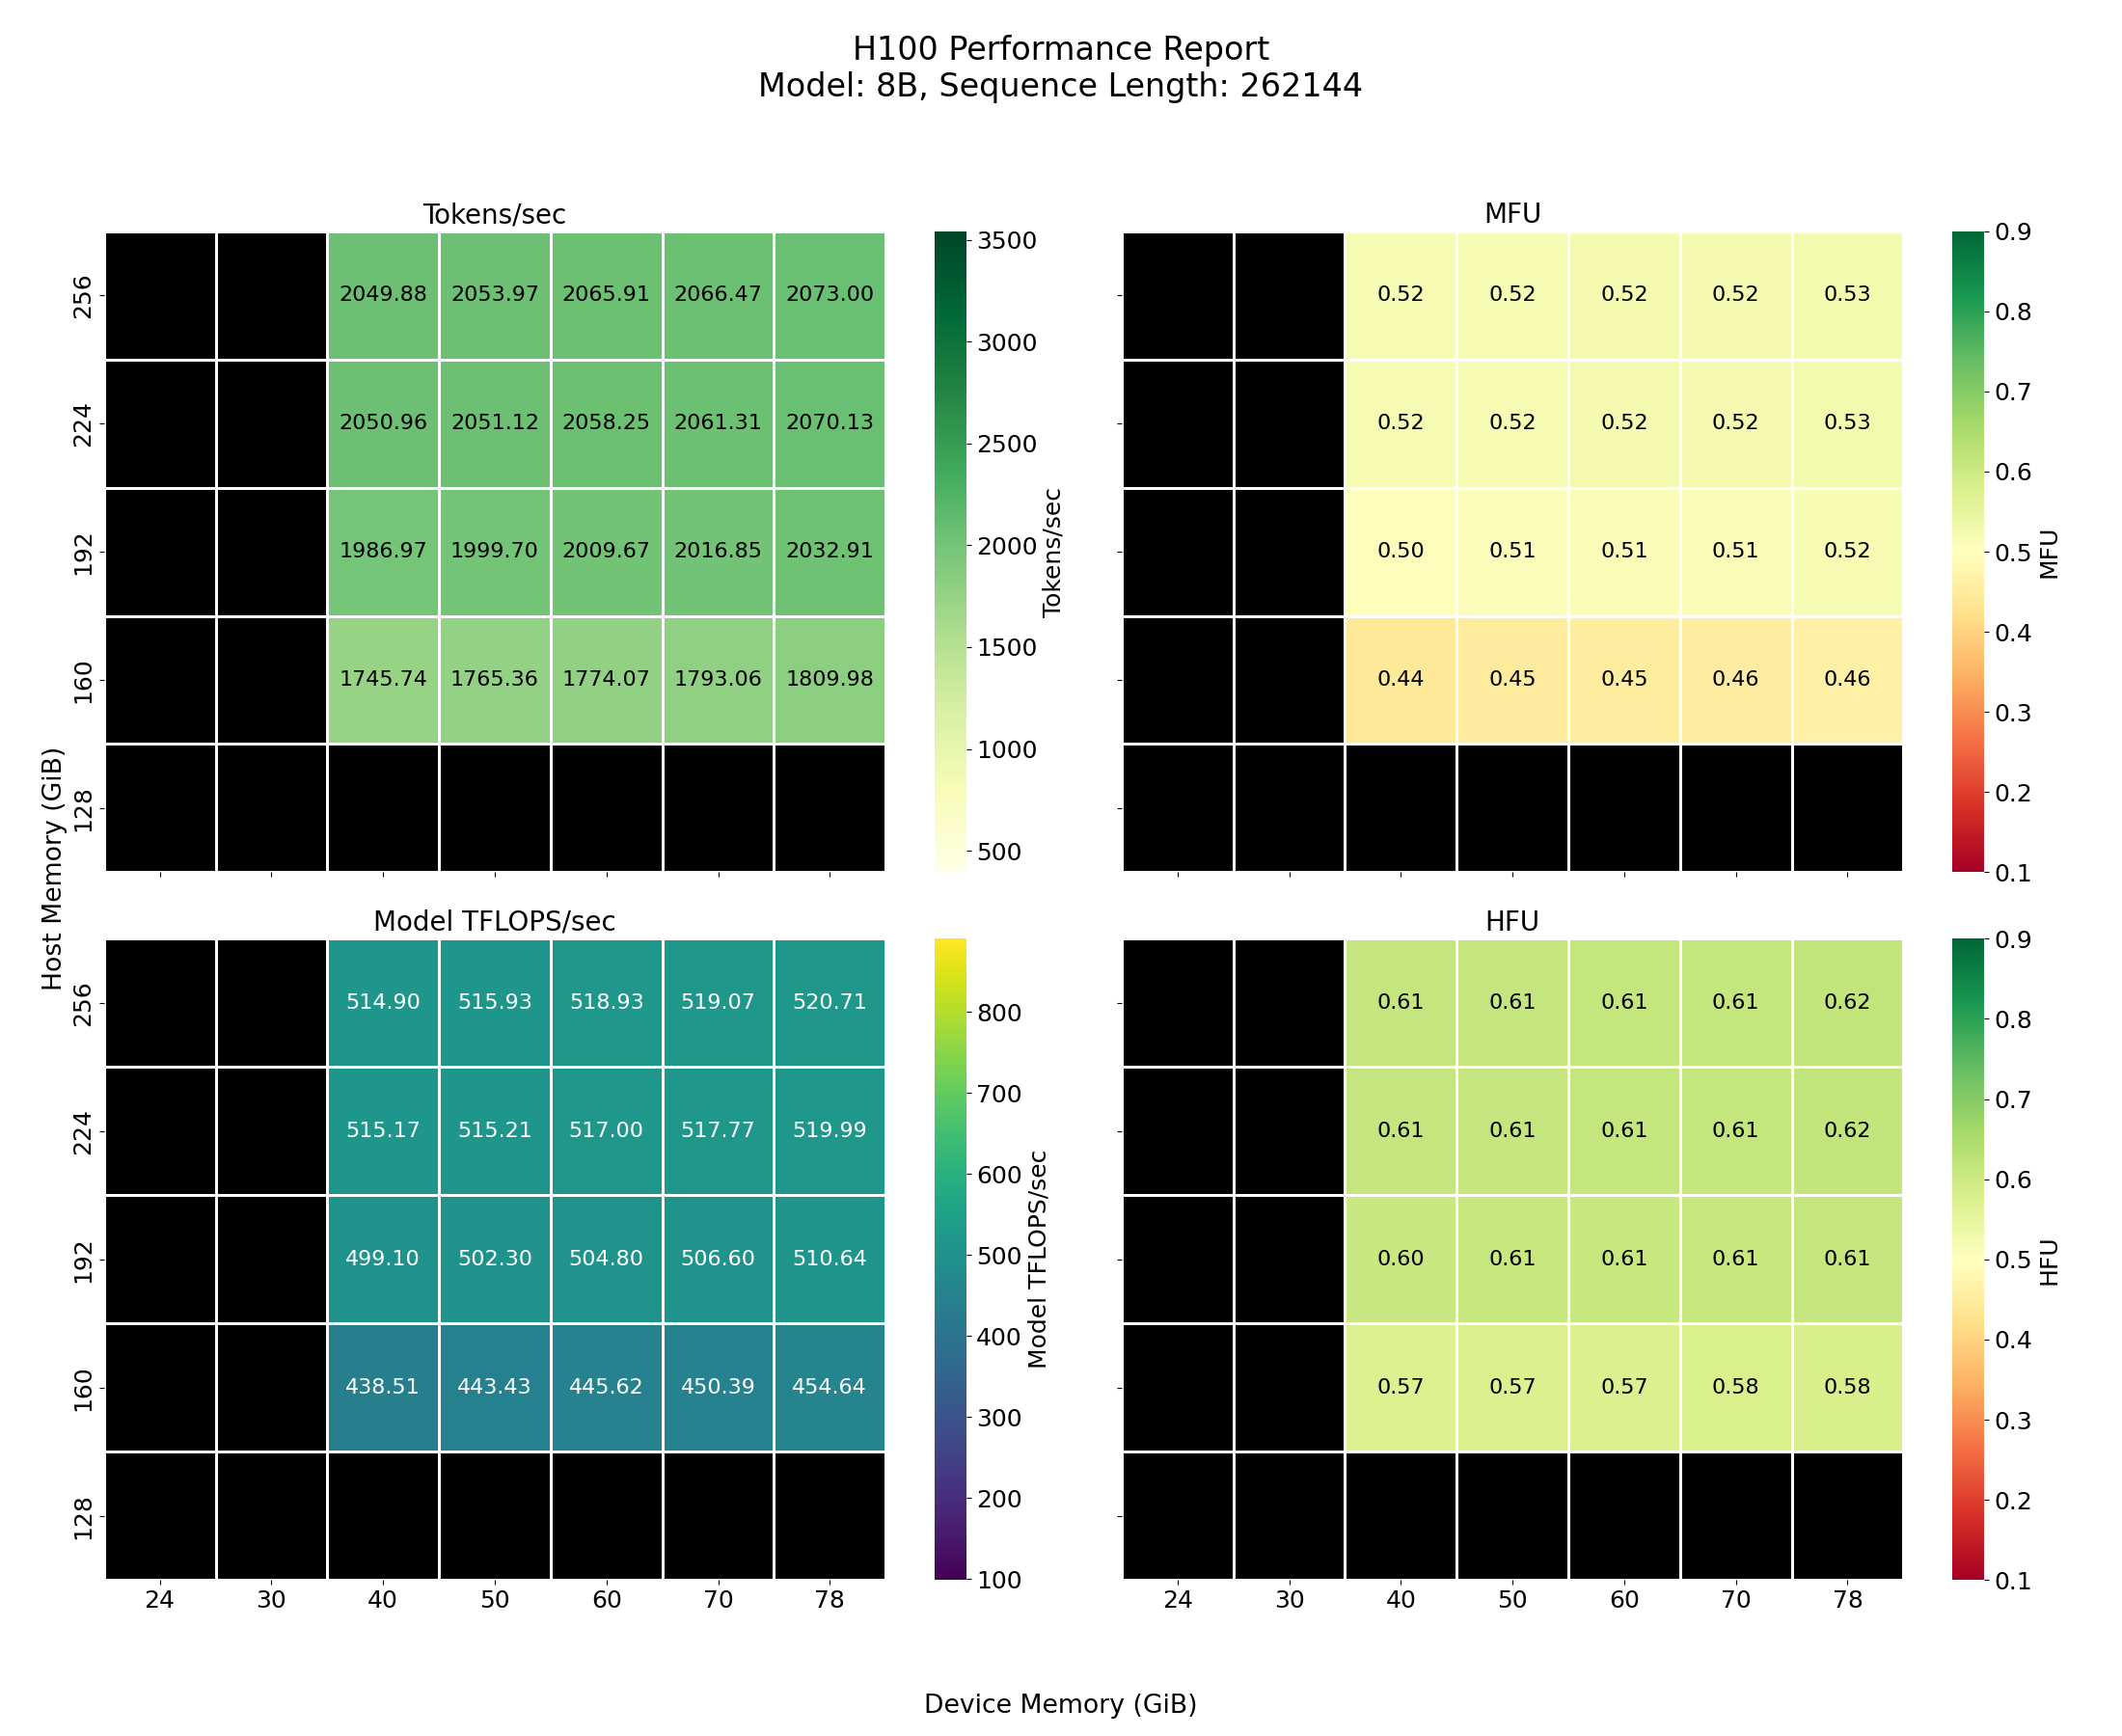 H100 Performance Report
Model: 8B, Sequence Length: 262144
Tokens/sec
256 2049.88 2053.97 2065.91 2066.47 2073.00
224 2050.96 2051.12 2058.25 2061.31 2070.13
192 1986.97 1999.70 2009.67 2016.85 2032.91
160 1745.74 1765.36 1774.07 1793.06 1809.98
128
3500
3000
2500
2000
1500
1000
500
Tokens/sec
MFU
0.52 0.52 0.52 0.52 0.53
0.52 0.52 0.52 0.52 0.53
0.50 0.51 0.51 0.51 0.52
0.44 0.45 0.45 0.46 0.46
0.9
0.8
0.7
0.6
0.5
0.4
0.3
0.2
0.1
MFU
Host Memory (GiB)
Model TFLOPS/sec
256 514.90 515.93 518.93 519.07 520.71
224 515.17 515.21 517.00 517.77 519.99
192 499.10 502.30 504.80 506.60 510.64
160 438.51 443.43 445.62 450.39 454.64
128
24 30 40 50 60 70 78
800
700
600
500
400
300
200
100
Model TFLOPS/sec
HFU
0.61 0.61 0.61 0.61 0.62
0.61 0.61 0.61 0.61 0.62
0.60 0.61 0.61 0.61 0.61
0.57 0.57 0.57 0.58 0.58
24 30 40 50 60 70 78
0.9
0.8
0.7
0.6
0.5
0.4
0.3
0.2
0.1
HFU
Device Memory (GiB)